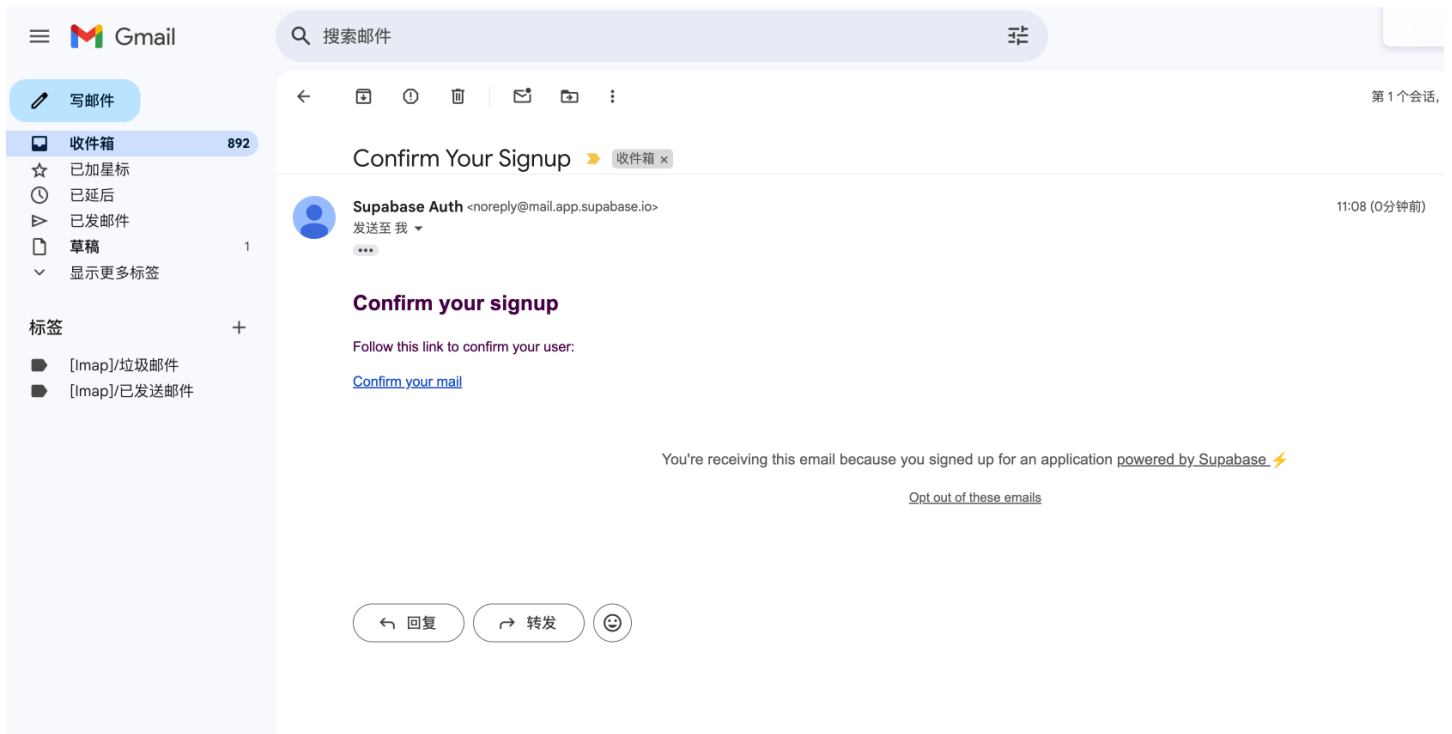 Gmail
搜索邮件
写邮件
第 1 个会话,
收件箱 892
已加星标
已延后
已发邮件
草稿 1
显示更多标签
标签
[Imap]/垃圾邮件
[Imap]/已发送邮件
Confirm Your Signup 收件箱 ×
Supabase Auth <noreply@mail.app.supabase.io> 11:08 (0分钟前)
发送至 我
Confirm your signup
Follow this link to confirm your user:
Confirm your mail
You're receiving this email because you signed up for an application powered by Supabase ⚡
Opt out of these emails
回复 转发